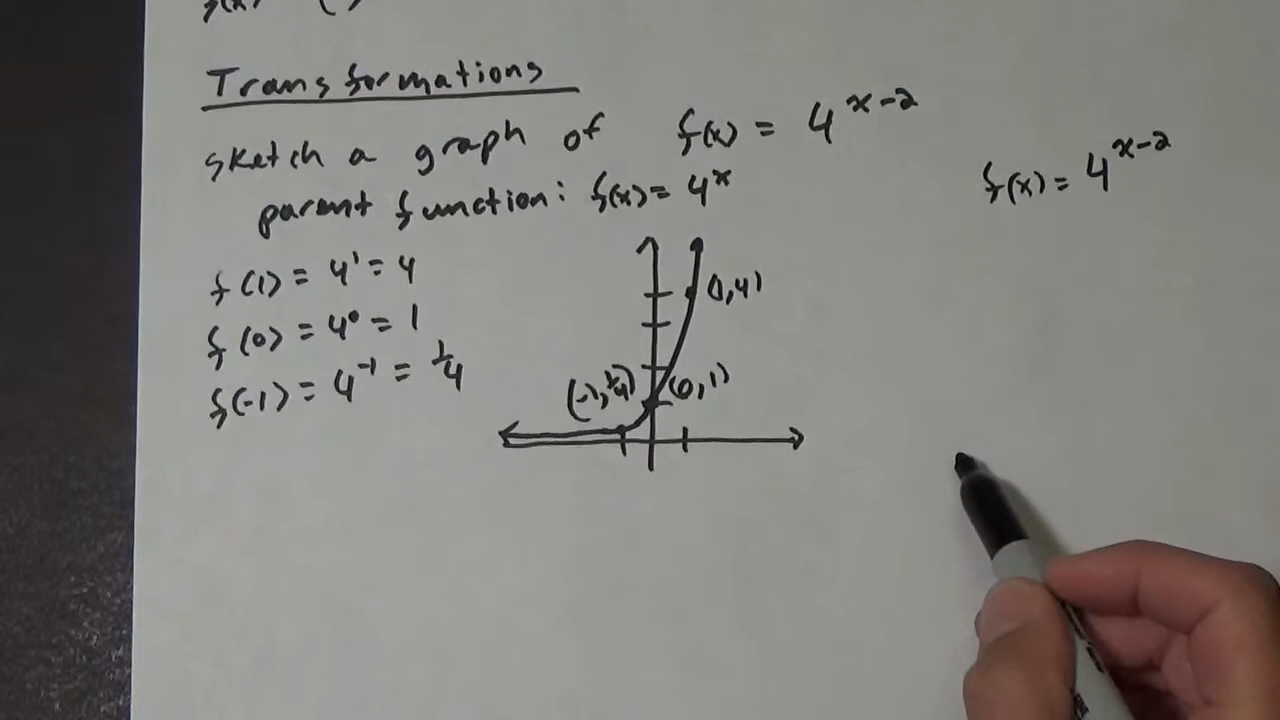 Transformations
sketch a graph of f(x) = 4^x-2
parent function: f(x) = 4^x
f(x) = 4^x-2
f(1) = 4^1 = 4
f(0) = 4^0 = 1
f(-1) = 4^-1 = 1/4
(1,4)
(-1,1/4)
(0,1)